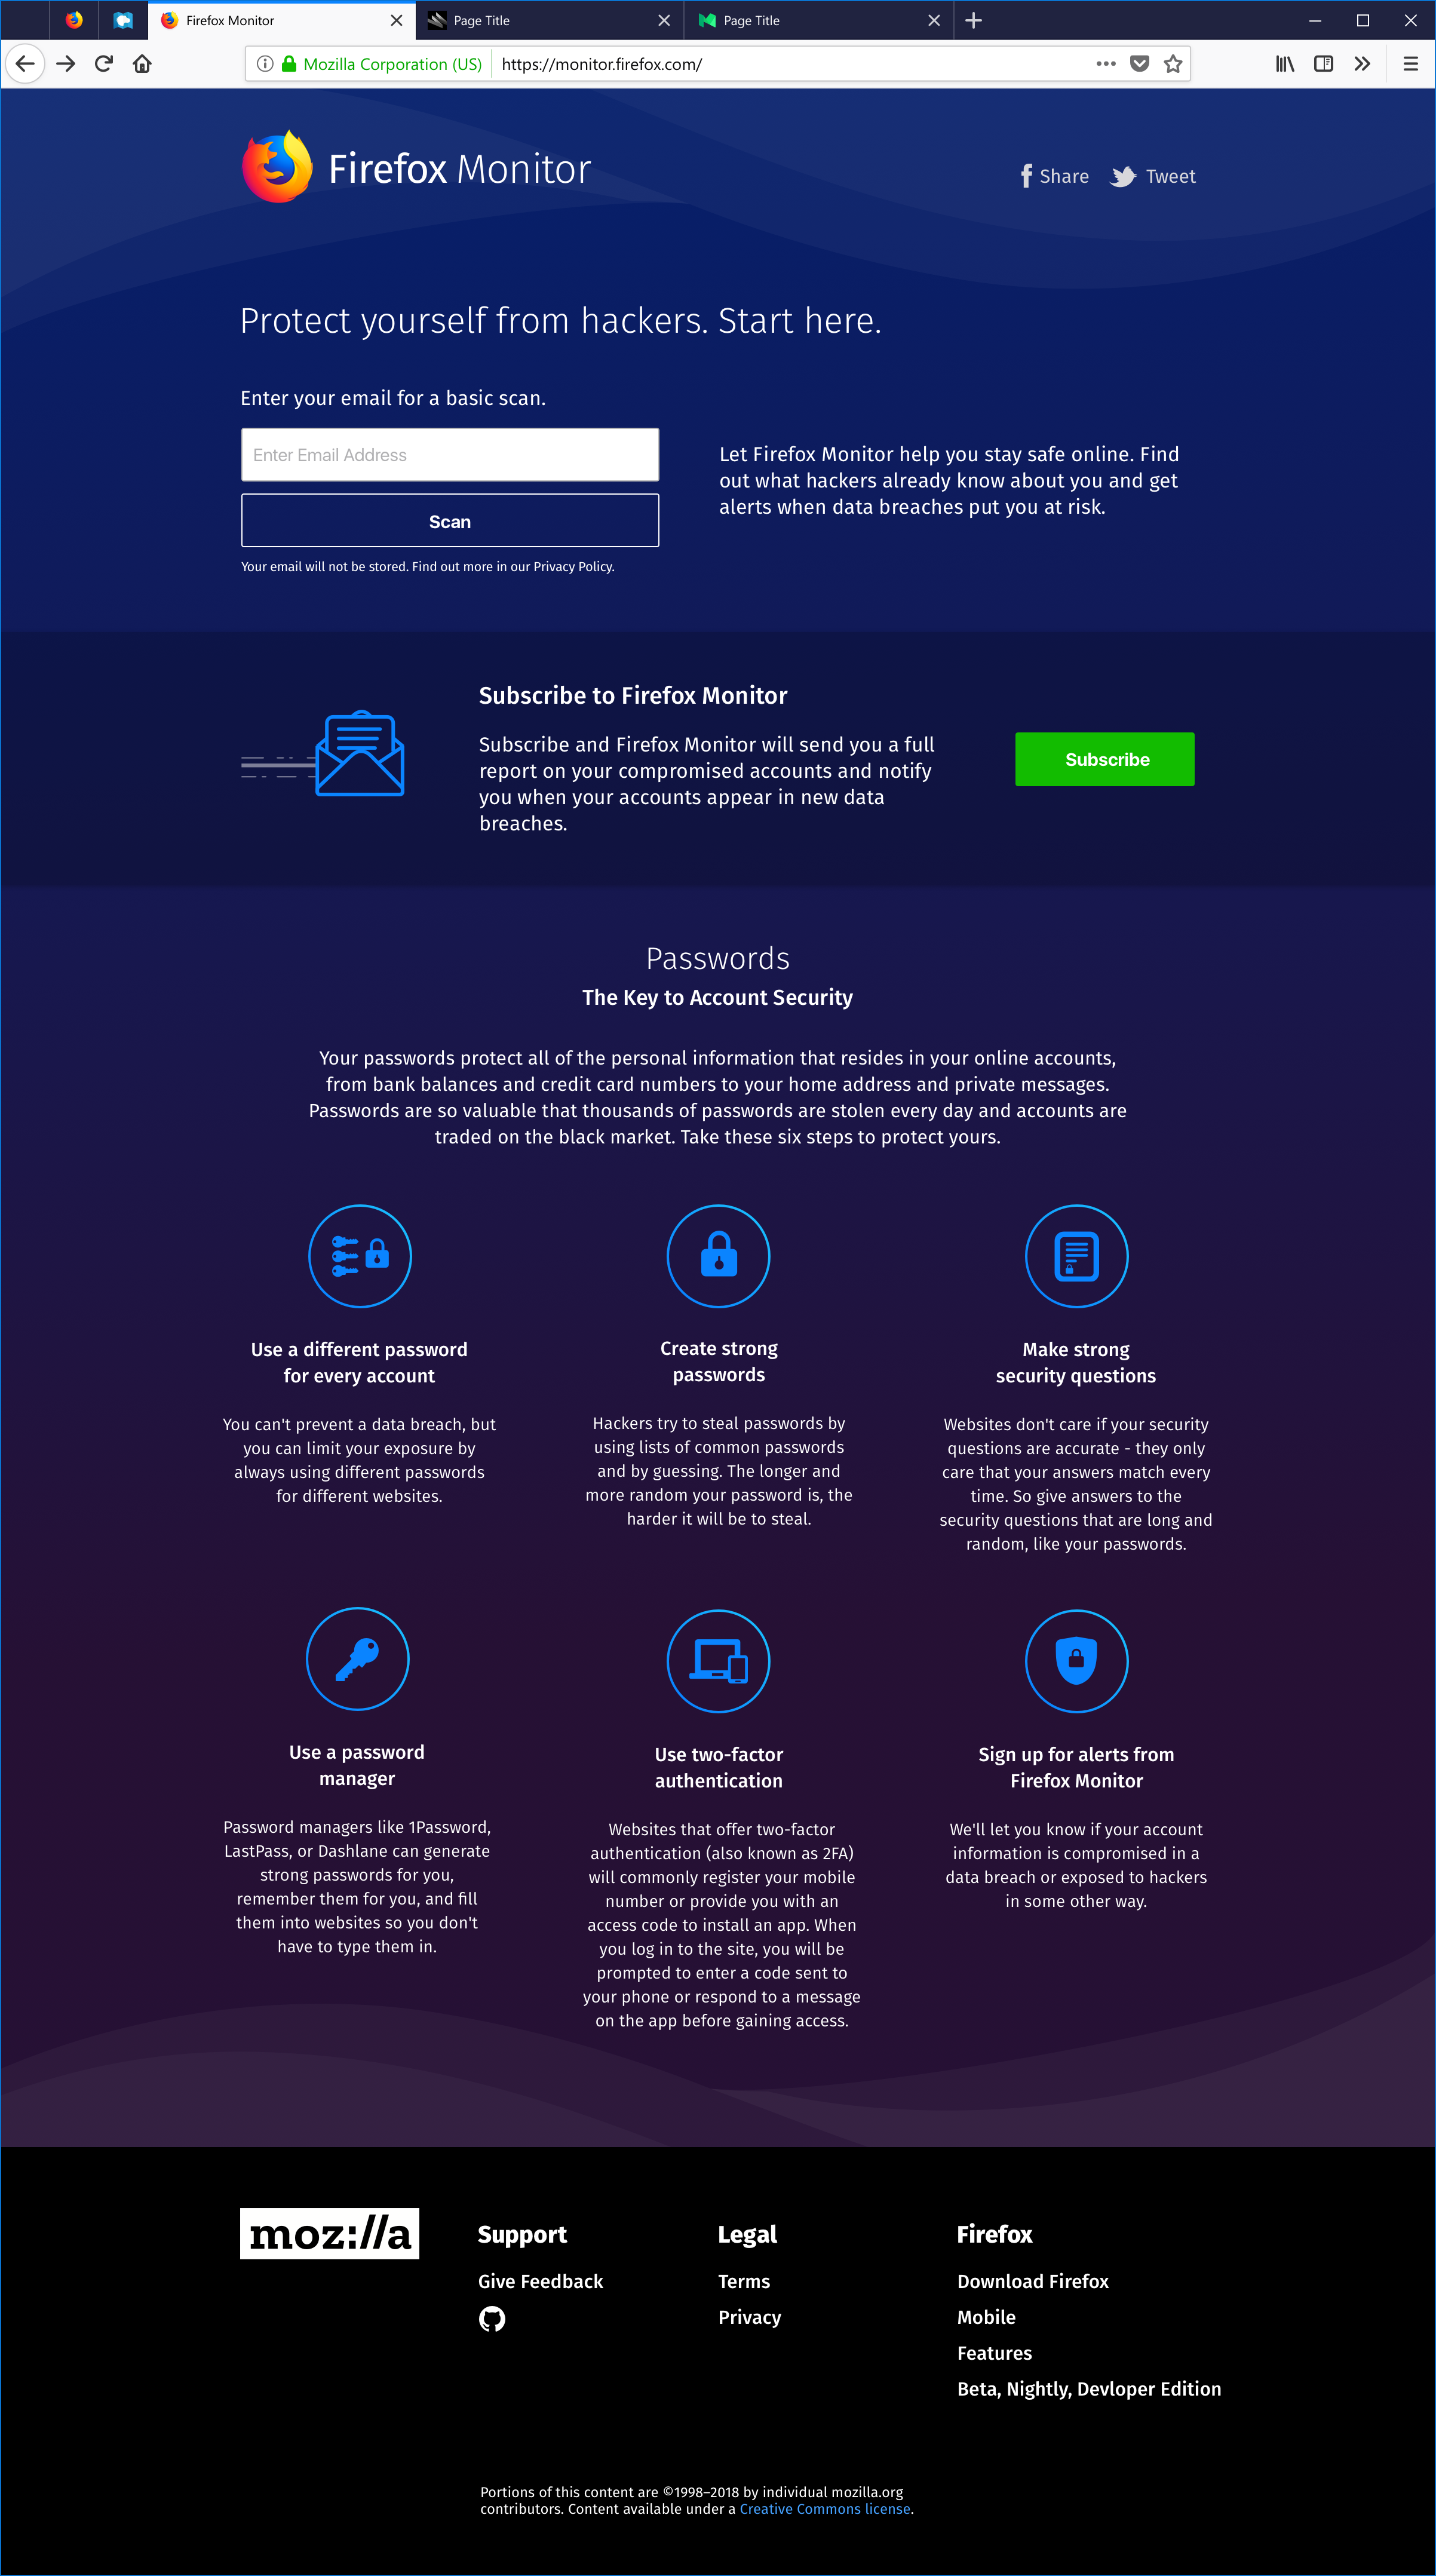 Firefox Monitor
Page Title
Page Title
Mozilla Corporation (US)
https://monitor.firefox.com/
Firefox Monitor
Share
Tweet
Protect yourself from hackers. Start here.
Enter your email for a basic scan.
Enter Email Address
Scan
Your email will not be stored. Find out more in our Privacy Policy.
Let Firefox Monitor help you stay safe online. Find
out what hackers already know about you and get
alerts when data breaches put you at risk.
Subscribe to Firefox Monitor
Subscribe and Firefox Monitor will send you a full
report on your compromised accounts and notify
you when your accounts appear in new data
breaches.
Subscribe
Passwords
The Key to Account Security
Your passwords protect all of the personal information that resides in your online accounts,
from bank balances and credit card numbers to your home address and private messages.
Passwords are so valuable that thousands of passwords are stolen every day and accounts are
traded on the black market. Take these six steps to protect yours.
Use a different password
for every account
You can't prevent a data breach, but
you can limit your exposure by
always using different passwords
for different websites.
Create strong
passwords
Hackers try to steal passwords by
using lists of common passwords
and by guessing. The longer and
more random your password is, the
harder it will be to steal.
Make strong
security questions
Websites don't care if your security
questions are accurate - they only
care that your answers match every
time. So give answers to the
security questions that are long and
random, like your passwords.
Use a password
manager
Password managers like 1Password,
LastPass, or Dashlane can generate
strong passwords for you,
remember them for you, and fill
them into websites so you don't
have to type them in.
Use two-factor
authentication
Websites that offer two-factor
authentication (also known as 2FA)
will commonly register your mobile
number or provide you with an
access code to install an app. When
you log in to the site, you will be
prompted to enter a code sent to
your phone or respond to a message
on the app before gaining access.
Sign up for alerts from
Firefox Monitor
We'll let you know if your account
information is compromised in a
data breach or exposed to hackers
in some other way.
moz://a
Support
Give Feedback
Legal
Terms
Privacy
Firefox
Download Firefox
Mobile
Features
Beta, Nightly, Devloper Edition
Portions of this content are ©1998–2018 by individual mozilla.org
contributors. Content available under a Creative Commons license.